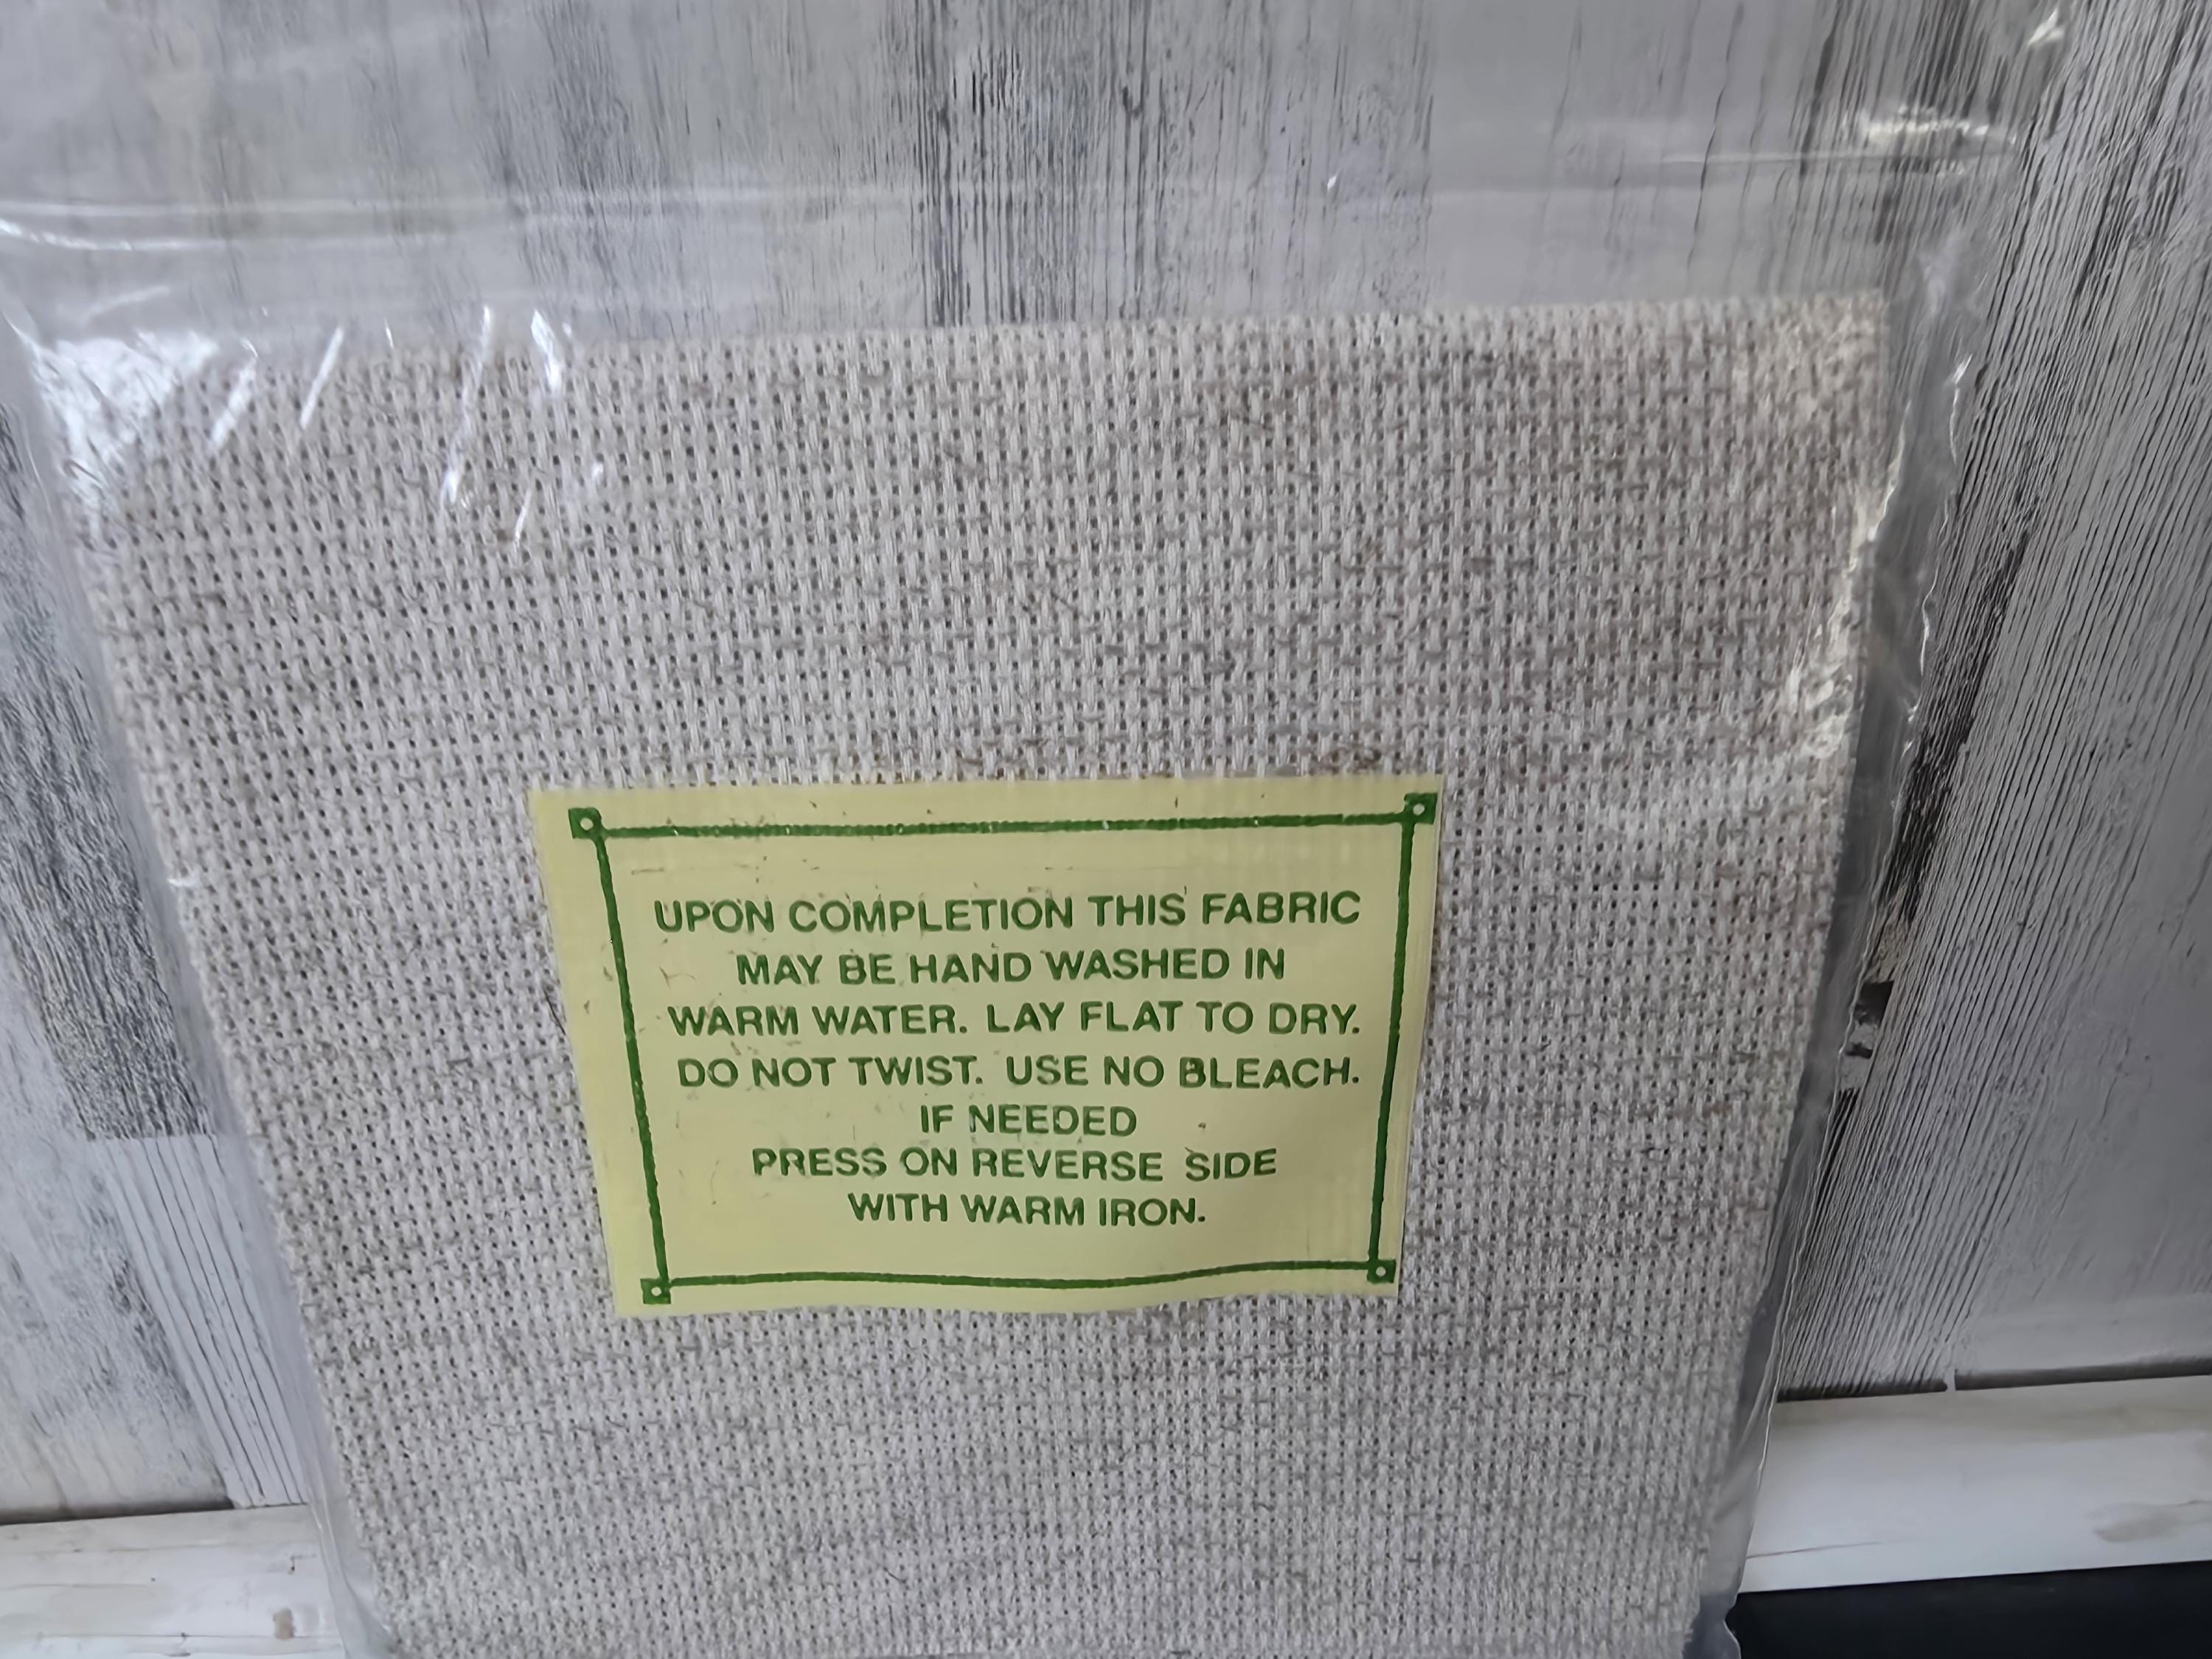 UPON COMPLETION THIS FABRIC
MAY BE HAND WASHED IN
WARM WATER. LAY FLAT TO DRY.
DO NOT TWIST. USE NO BLEACH.
IF NEEDED
PRESS ON REVERSE SIDE
WITH WARM IRON.